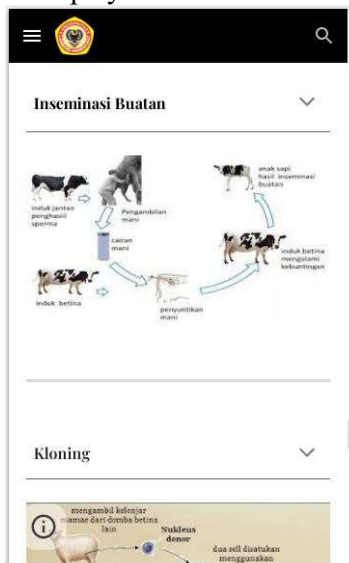 Inseminasi Buatan
induk jantan
penghasil
sperma
Pengambilan
mani
cairan
mani
induk betina
penyuntikan
mani
anak sapi
hasil inseminasi
buatan
induk betina
mengalami
kebuntingan
Kloning
mengambil kelenjar
mamae dari domba betina
lain
Nukleus
donor
dua sell disatukan
menggunakan